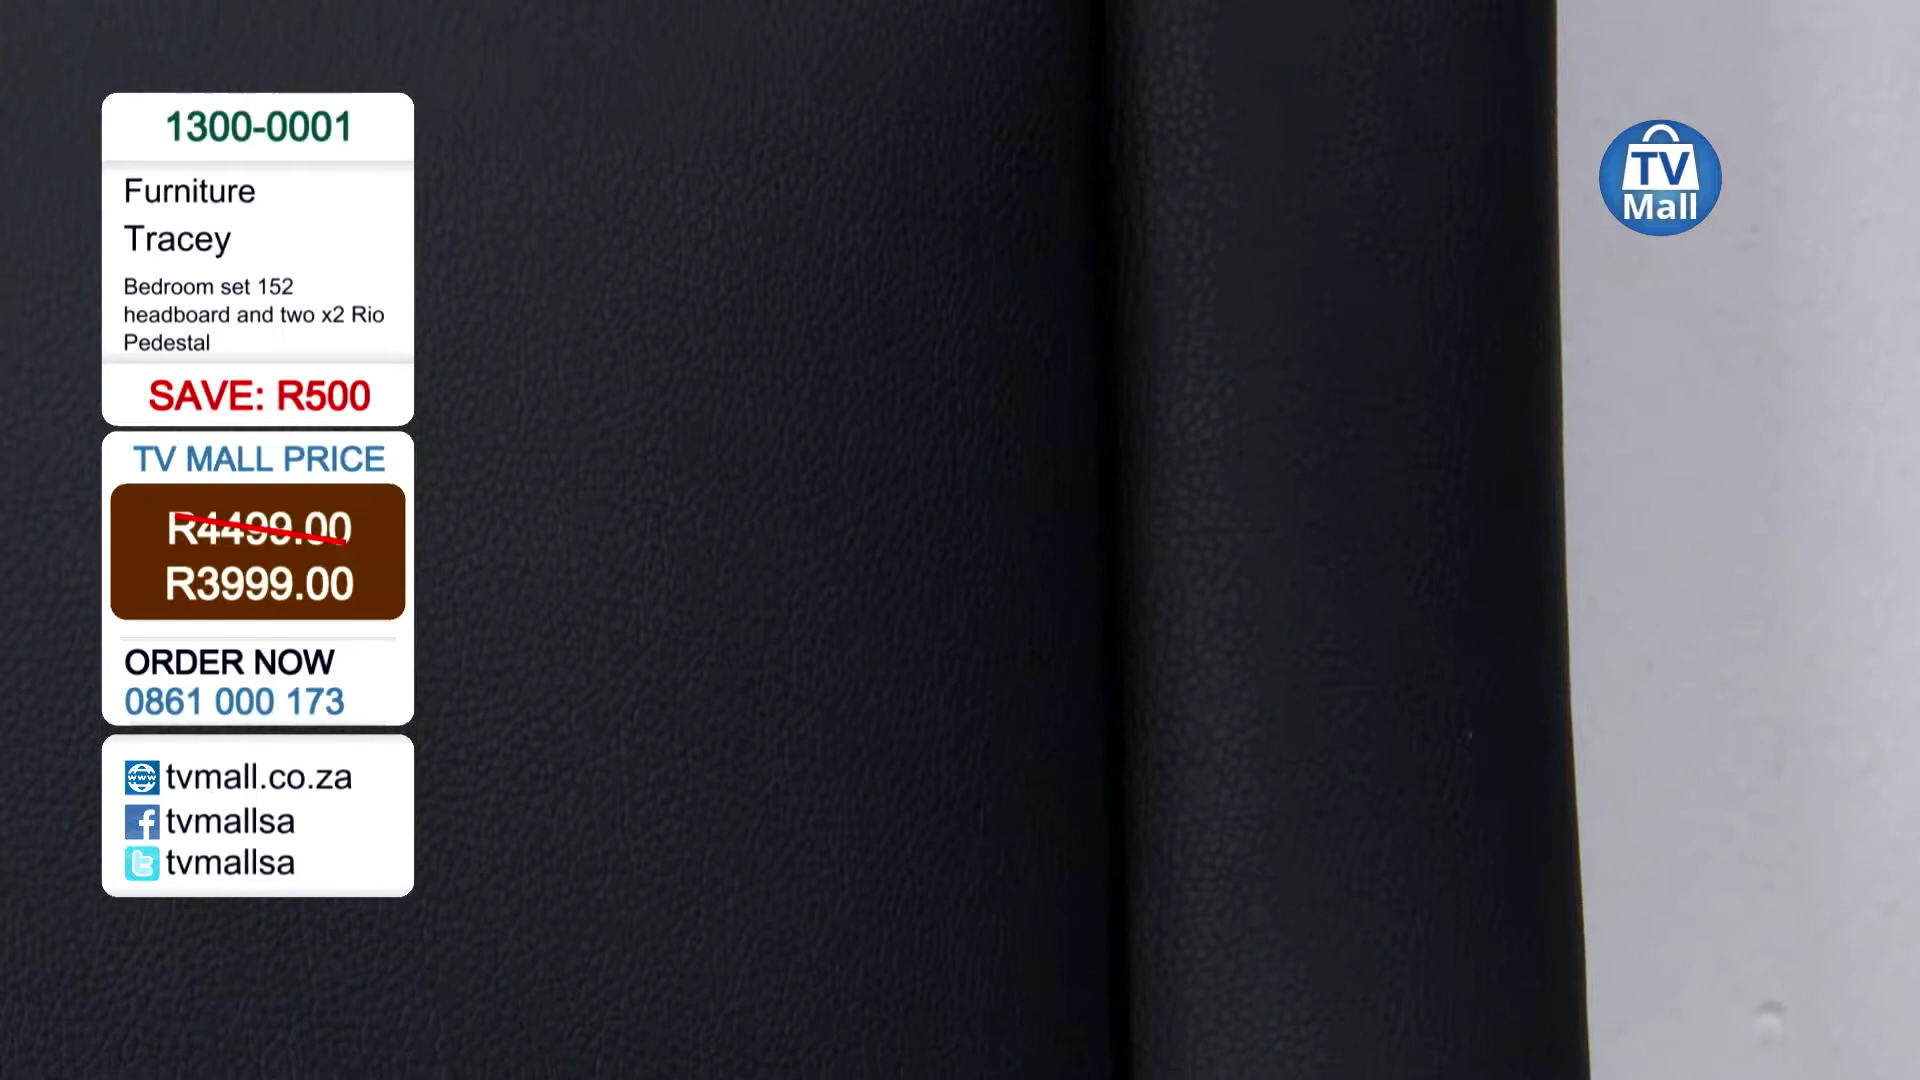 1300-0001
Furniture
Tracey
Bedroom set 152
headboard and two x2 Rio
Pedestal
SAVE: R500
TV MALL PRICE
R4499.00
R3999.00
ORDER NOW
0861 000 173
www
tvmall.co.za
f
tvmallsa
t
tvmallsa
TV
Mall